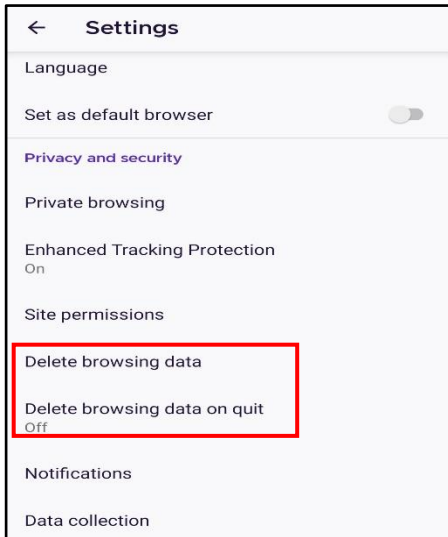 Settings
Language
Set as default browser
Privacy and security
Private browsing
Enhanced Tracking Protection
On
Site permissions
Delete browsing data
Delete browsing data on quit
Off
Notifications
Data collection